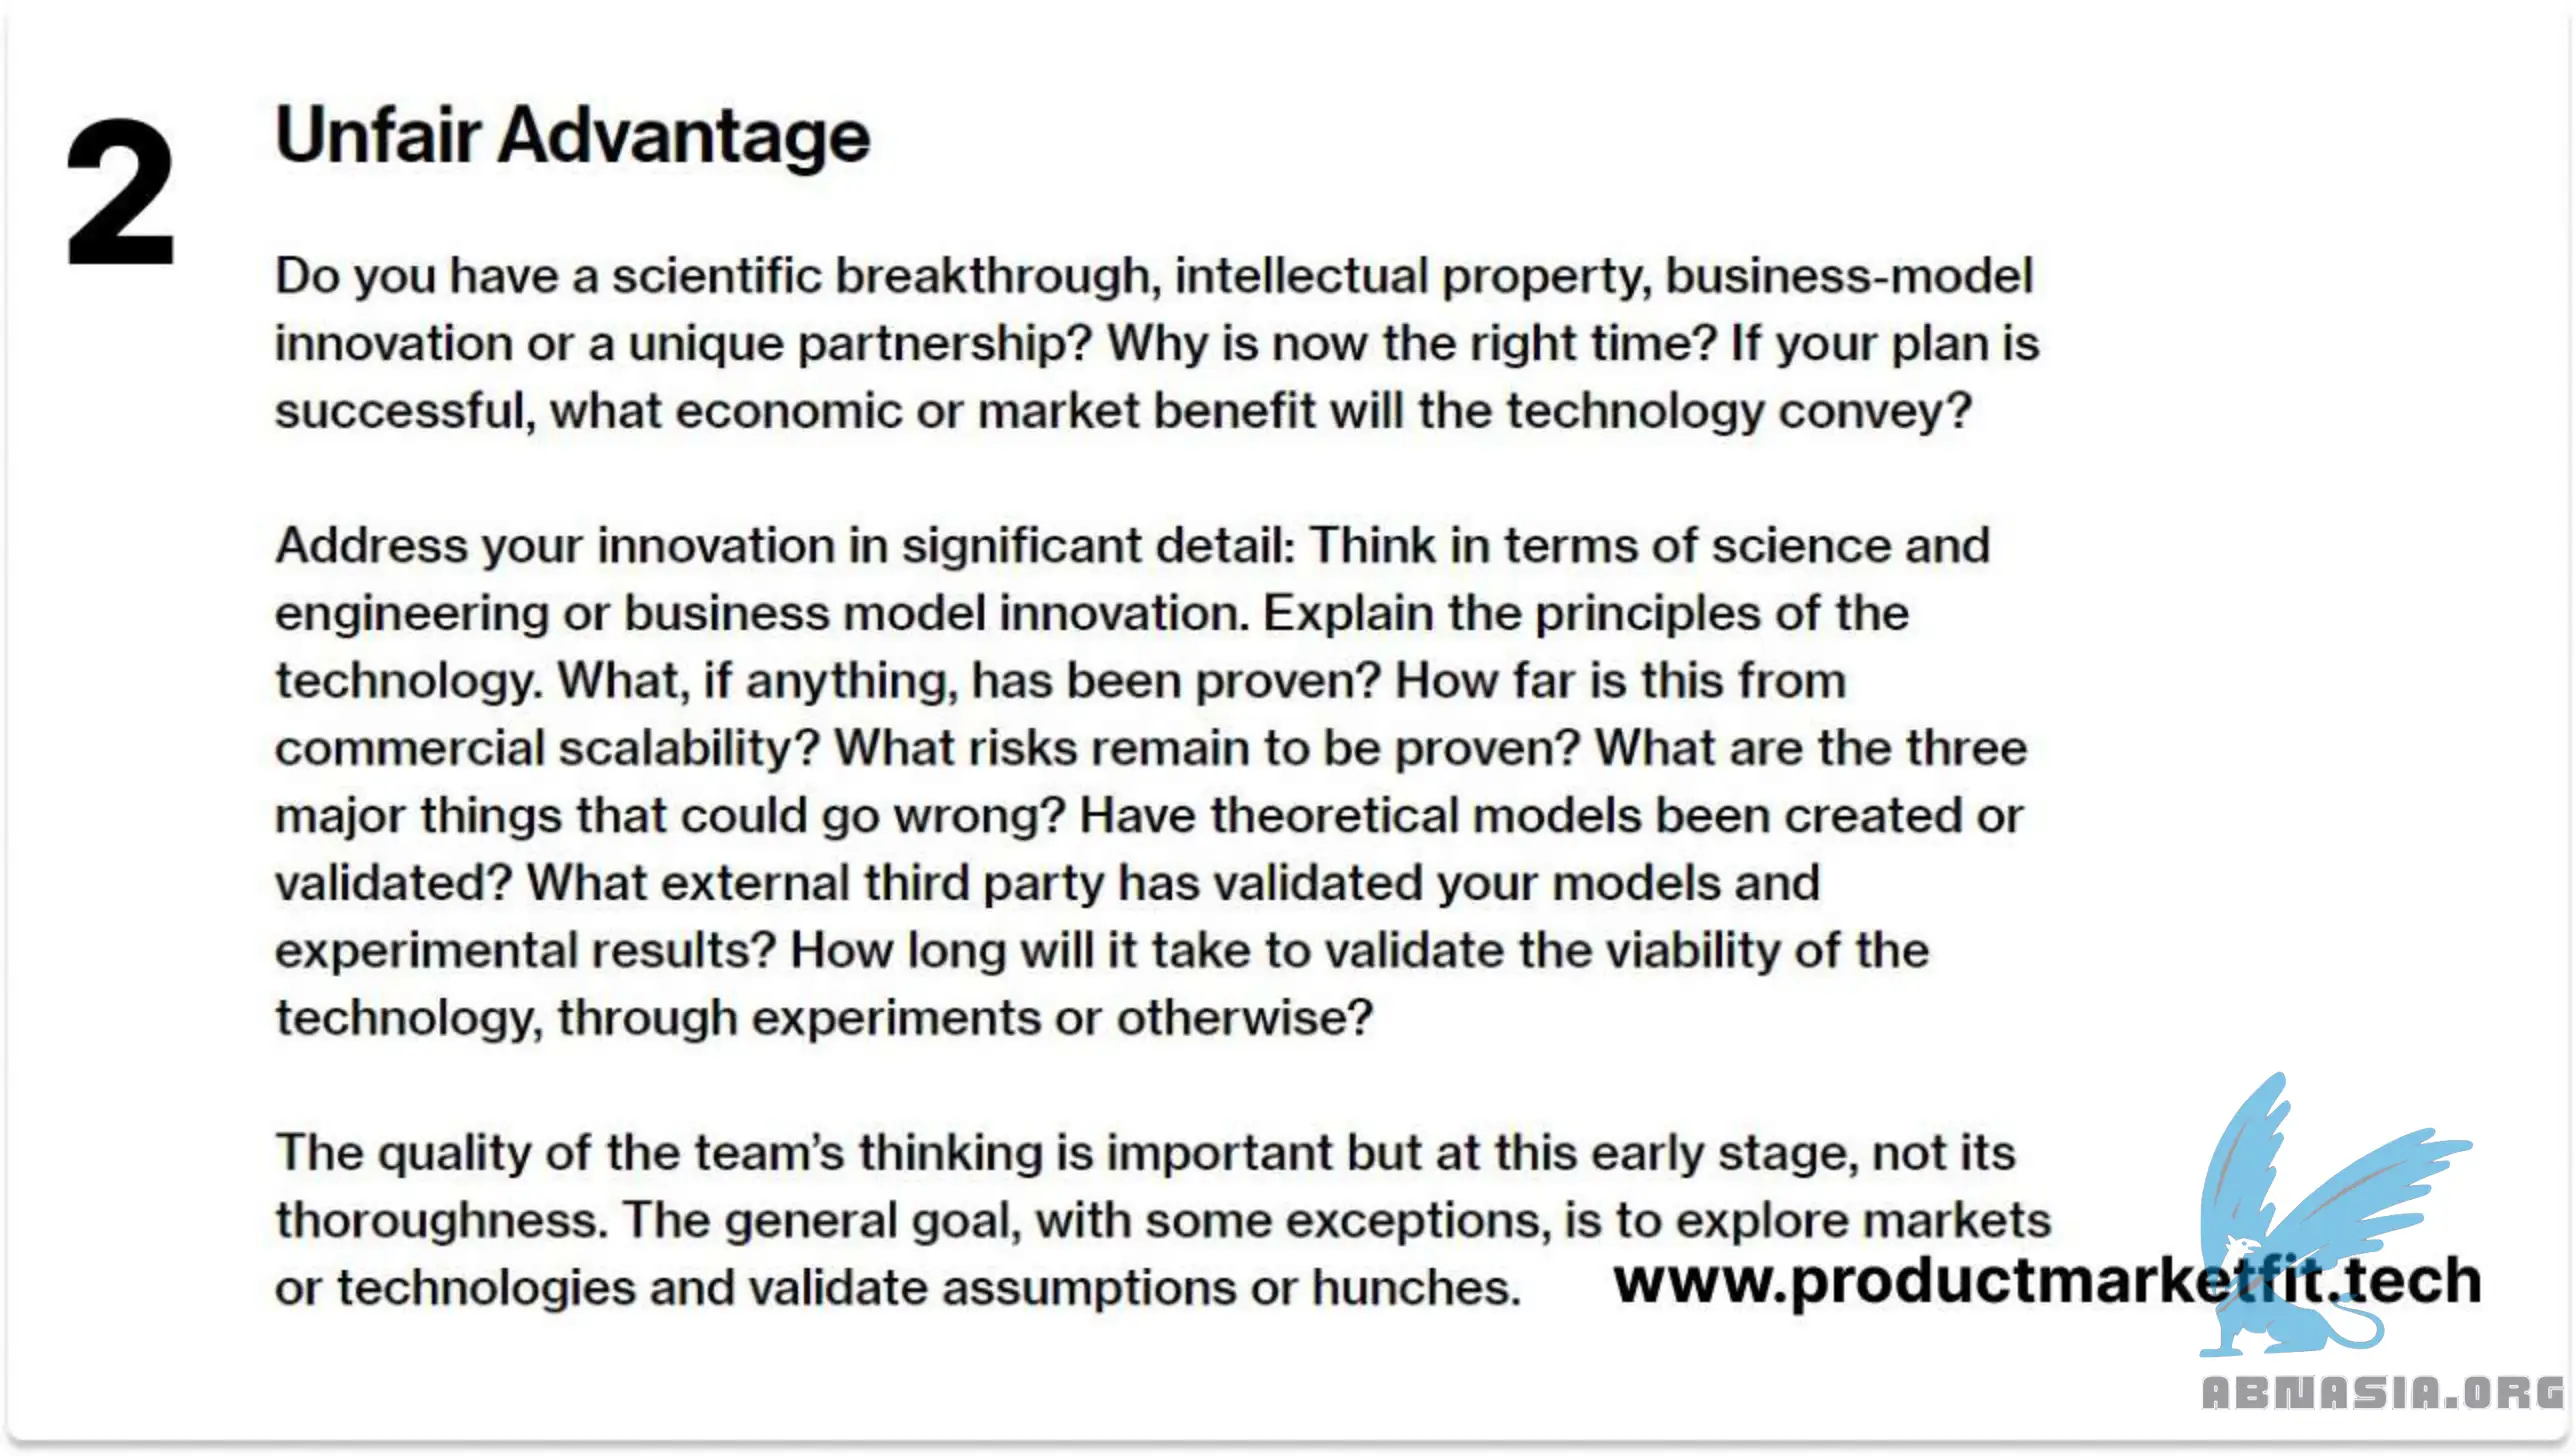 2
Unfair Advantage
Do you have a scientific breakthrough, intellectual property, business-model
innovation or a unique partnership? Why is now the right time? If your plan is
successful, what economic or market benefit will the technology convey?
Address your innovation in significant detail: Think in terms of science and
engineering or business model innovation. Explain the principles of the
technology. What, if anything, has been proven? How far is this from
commercial scalability? What risks remain to be proven? What are the three
major things that could go wrong? Have theoretical models been created or
validated? What external third party has validated your models and
experimental results? How long will it take to validate the viability of the
technology, through experiments or otherwise?
The quality of the team’s thinking is important but at this early stage, not its
thoroughness. The general goal, with some exceptions, is to explore markets
or technologies and validate assumptions or hunches.
www.productmarketfit.tech
ABNASIA.ORG